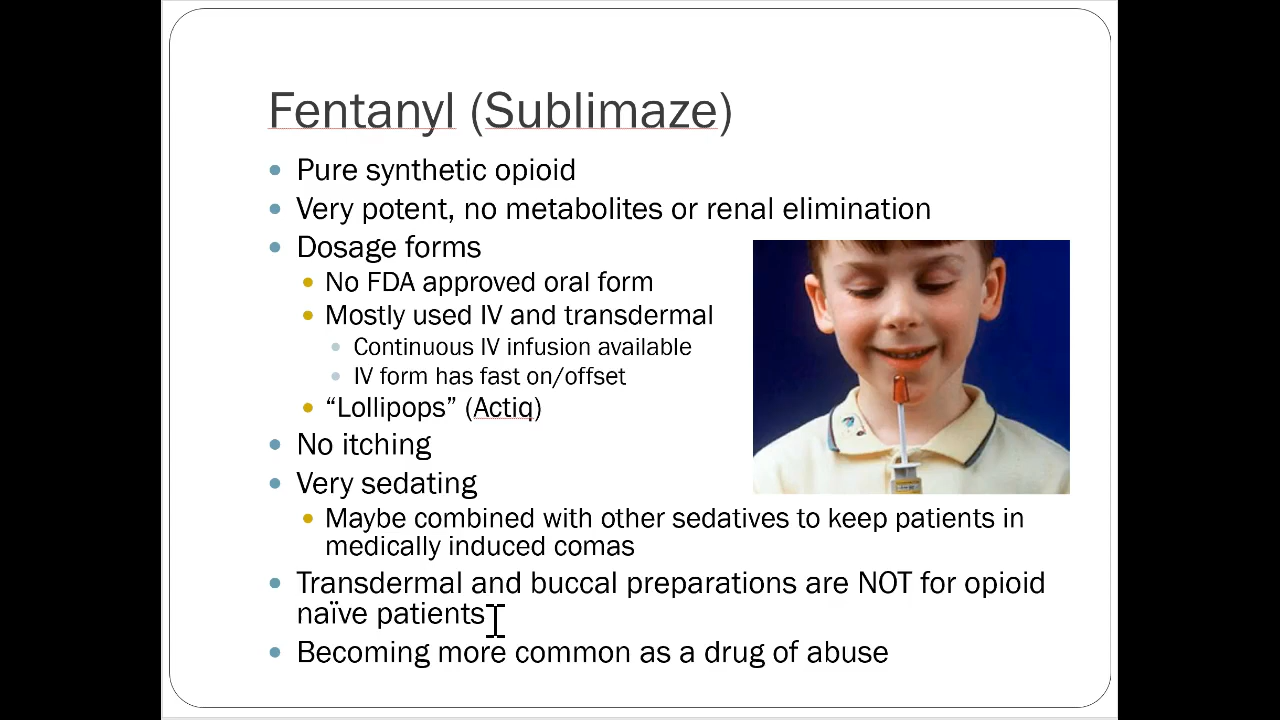 Fentanyl (Sublimaze)
Pure synthetic opioid
Very potent, no metabolites or renal elimination
Dosage forms
No FDA approved oral form
Mostly used IV and transdermal
Continuous IV infusion available
IV form has fast on/offset
“Lollipops” (Actiq)
No itching
Very sedating
Maybe combined with other sedatives to keep patients in
medically induced comas
Transdermal and buccal preparations are NOT for opioid
naïve patients
Becoming more common as a drug of abuse